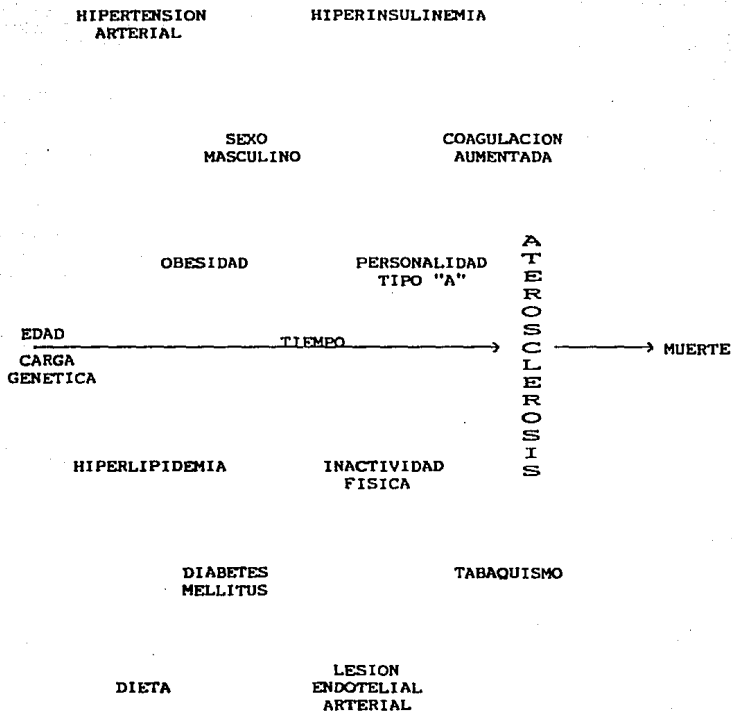 HIPERTENSION
ARTERIAL
HIPERINSULINEMIA
SEXO
MASCULINO
COAGULACION
AUMENTADA
OBESIDAD
PERSONALIDAD
TIPO "A"
ATEROSCLEROSIS
EDAD
TIEMPO
MUERTE
CARGA
GENETICA
HIPERLIPIDEMIA
INACTIVIDAD
FISICA
DIABETES
MELLITUS
TABAQUISMO
DIETA
LESION
ENDOTELIAL
ARTERIAL